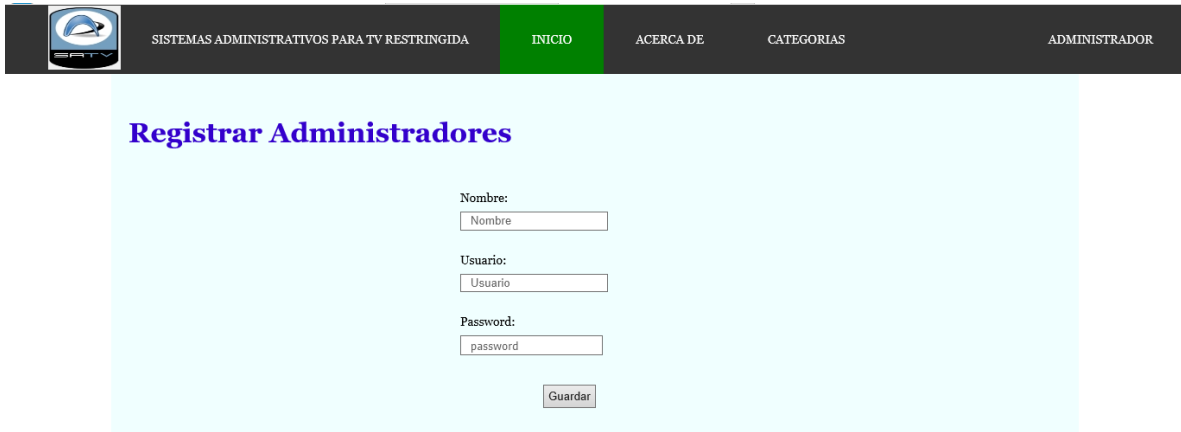 SATV
SISTEMAS ADMINISTRATIVOS PARA TV RESTRINGIDA
INICIO
ACERCA DE
CATEGORIAS
ADMINISTRADOR
Registrar Administradores
Nombre:
Nombre
Usuario:
Usuario
Password:
password
Guardar